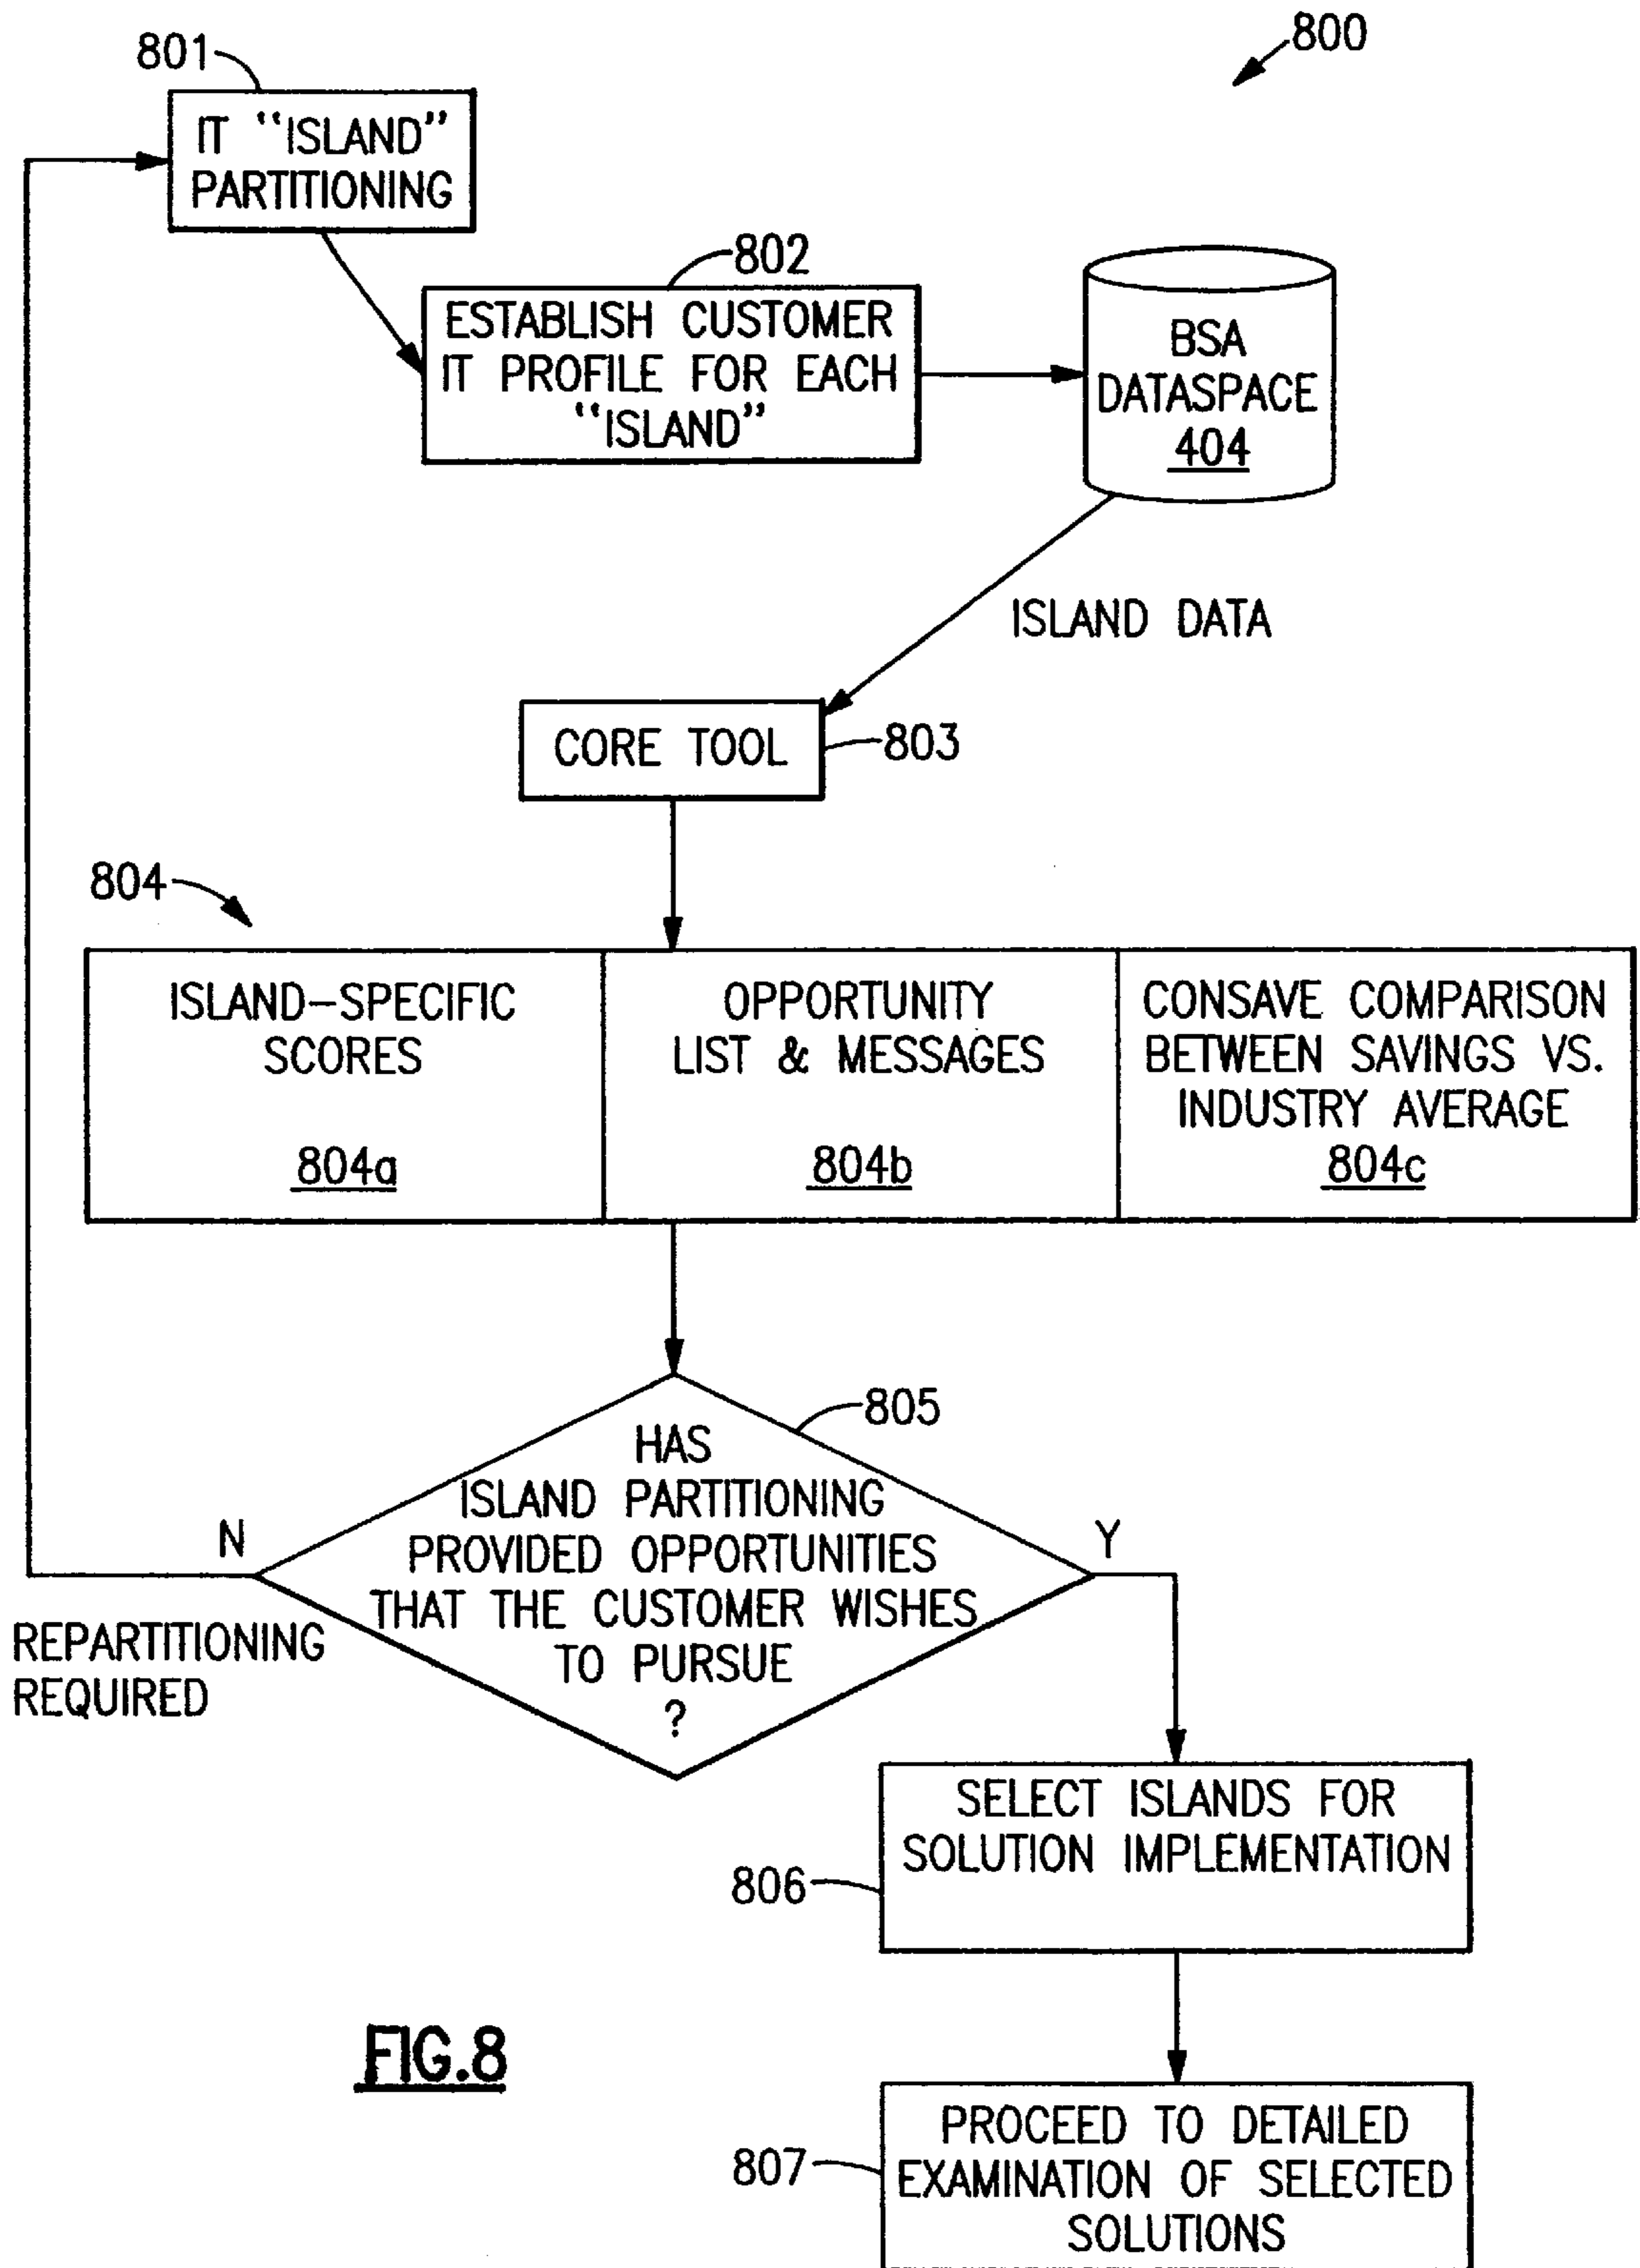 801
800
IT "ISLAND"
PARTITIONING
802
ESTABLISH CUSTOMER
IT PROFILE FOR EACH
"ISLAND"
BSA
DATASPACE
404
ISLAND DATA
CORE TOOL
803
804
ISLAND-SPECIFIC
SCORES
804a
OPPORTUNITY
LIST & MESSAGES
804b
CONSAVE COMPARISON
BETWEEN SAVINGS VS.
INDUSTRY AVERAGE
804c
805
HAS
ISLAND PARTITIONING
PROVIDED OPPORTUNITIES
THAT THE CUSTOMER WISHES
TO PURSUE
?
N
Y
REPARTITIONING
REQUIRED
SELECT ISLANDS FOR
SOLUTION IMPLEMENTATION
806
FIG.8
PROCEED TO DETAILED
EXAMINATION OF SELECTED
SOLUTIONS
807